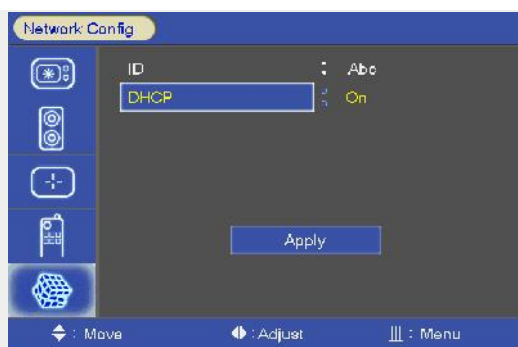 Network Config
ID : Abc
DHCP : On
Apply
: Move : Adjust : Menu